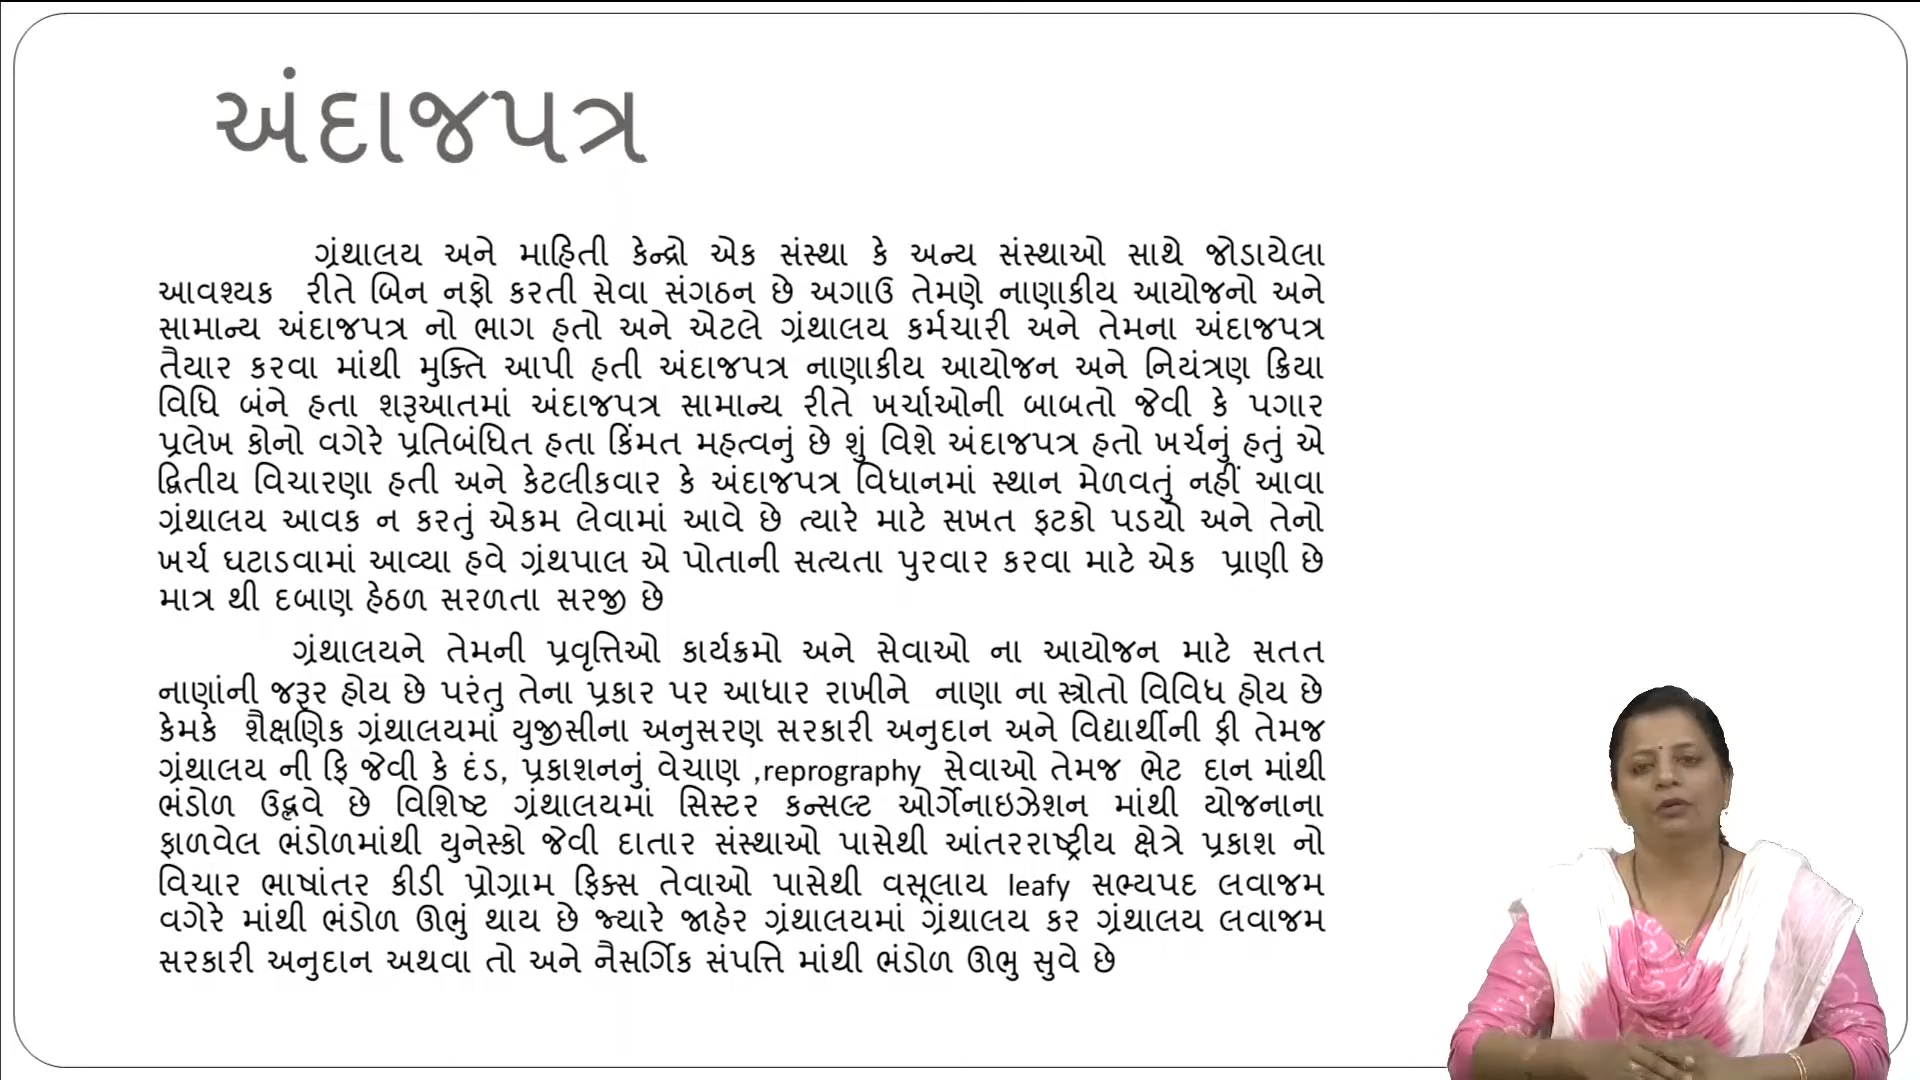 અંદાજપત્ર
ગ્રંથાલય અને માહિતી કેન્દ્રો એક સંસ્થા કે અન્ય સંસ્થાઓ સાથે જોડાયેલા
આવશ્યક રીતે બિન નફો કરતી સેવા સંગઠન છે અગાઉ તેમણે નાણાકીય આયોજનો અને
સામાન્ય અંદાજપત્ર નો ભાગ હતો અને એટલે ગ્રંથાલય કર્મચારી અને તેમના અંદાજપત્ર
તૈયાર કરવા માંથી મુક્તિ આપી હતી અંદાજપત્ર નાણાકીય આયોજન અને નિયંત્રણ ક્રિયા
વિધિ બંને હતા શરૂઆતમાં અંદાજપત્ર સામાન્ય રીતે ખર્ચાઓની બાબતો જેવી કે પગાર
પ્રલેખ કોનો વગેરે પ્રતિબંધિત હતા કિંમત મહત્વનું છે શું વિશે અંદાજપત્ર હતો ખર્ચનું હતું એ
દ્વિતીય વિચારણા હતી અને કેટલીકવાર કે અંદાજપત્ર વિધાનમાં સ્થાન મેળવતું નહીં આવા
ગ્રંથાલય આવક ન કરતું એકમ લેવામાં આવે છે ત્યારે માટે સખત ફટકો પડયો અને તેનો
ખર્ચ ઘટાડવામાં આવ્યા હવે ગ્રંથપાલ એ પોતાની સત્યતા પુરવાર કરવા માટે એક પ્રાણી છે
માત્ર થી દબાણ હેઠળ સરળતા સરજી છે
ગ્રંથાલયને તેમની પ્રવૃત્તિઓ કાર્યક્રમો અને સેવાઓ ના આયોજન માટે સતત
નાણાંની જરૂર હોય છે પરંતુ તેના પ્રકાર પર આધાર રાખીને નાણા ના સ્ત્રોતો વિવિધ હોય છે
કેમકે શૈક્ષણિક ગ્રંથાલયમાં યુજીસીના અનુસરણ સરકારી અનુદાન અને વિદ્યાર્થીની ફી તેમજ
ગ્રંથાલય ની ફિ જેવી કે દંડ, પ્રકાશનનું વેચાણ ,reprography સેવાઓ તેમજ ભેટ દાન માંથી
ભંડોળ ઉદ્ભવે છે વિશિષ્ટ ગ્રંથાલયમાં સિસ્ટર કન્સલ્ટ ઓર્ગેનાઇઝેશન માંથી યોજનાના
ફાળવેલ ભંડોળમાંથી યુનેસ્કો જેવી દાતાર સંસ્થાઓ પાસેથી આંતરરાષ્ટ્રીય ક્ષેત્રે પ્રકાશ નો
વિચાર ભાષાંતર કીડી પ્રોગ્રામ ફિક્સ તેવાઓ પાસેથી વસૂલાય leafy સભ્યપદ લવાજમ
વગેરે માંથી ભંડોળ ઊભું થાય છે જ્યારે જાહેર ગ્રંથાલયમાં ગ્રંથાલય કર ગ્રંથાલય લવાજમ
સરકારી અનુદાન અથવા તો અને નૈસર્ગિક સંપત્તિ માંથી ભંડોળ ઊભુ સુવે છે